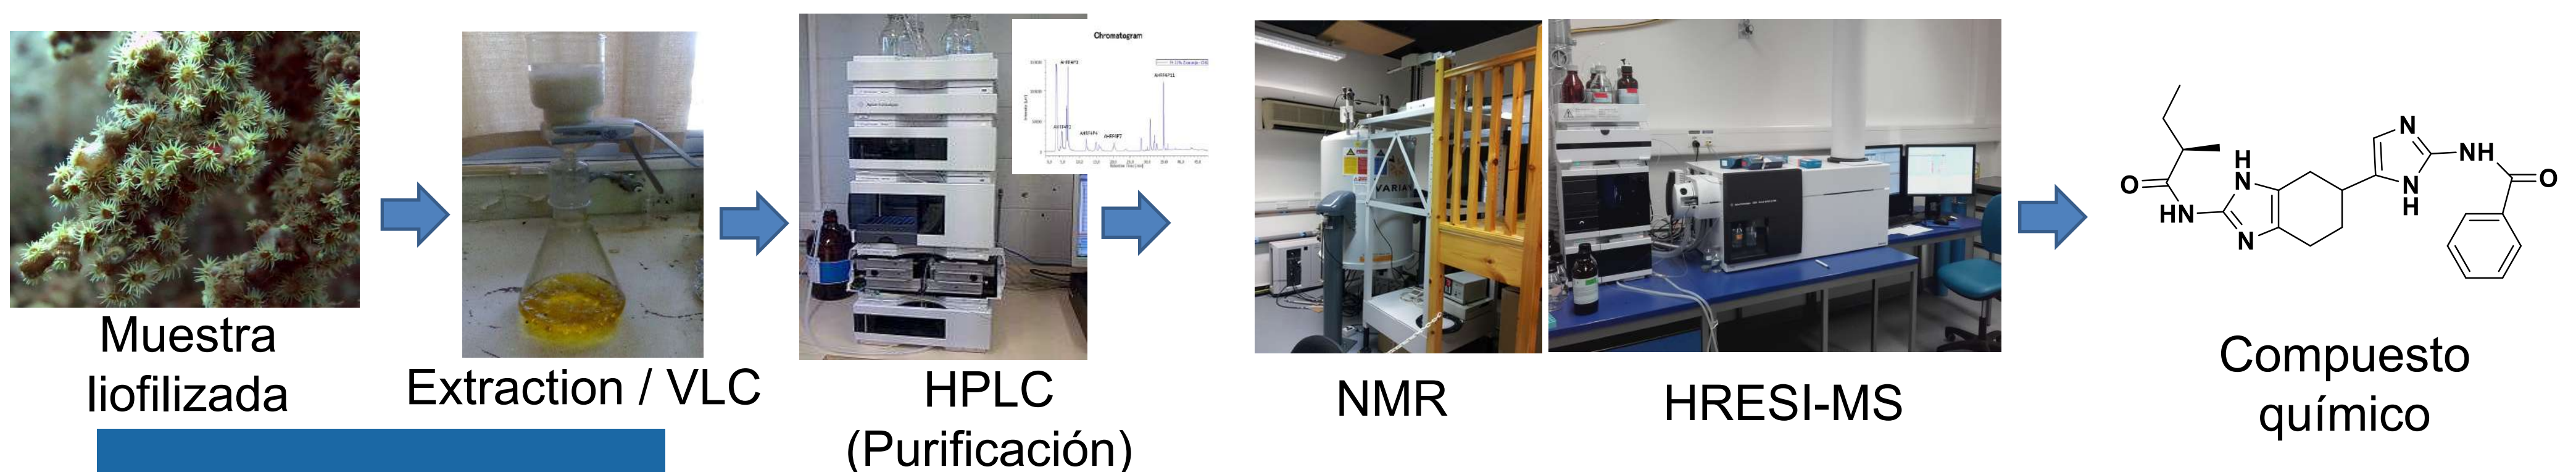 Muestra
liofilizada
Extraction / VLC
HPLC
(Purificación)
Chromatogram
VARIAN
NMR
HRESI-MS
O
HN
H
N
N
N
NH
N
H
O
Compuesto
químico